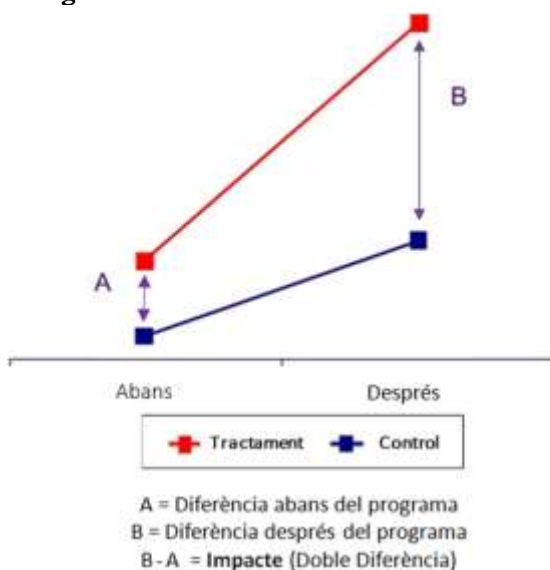 B
A
Abans Després
Tractament Control
A = Diferència abans del programa
B = Diferència després del programa
B - A = Impacte (Doble Diferència)